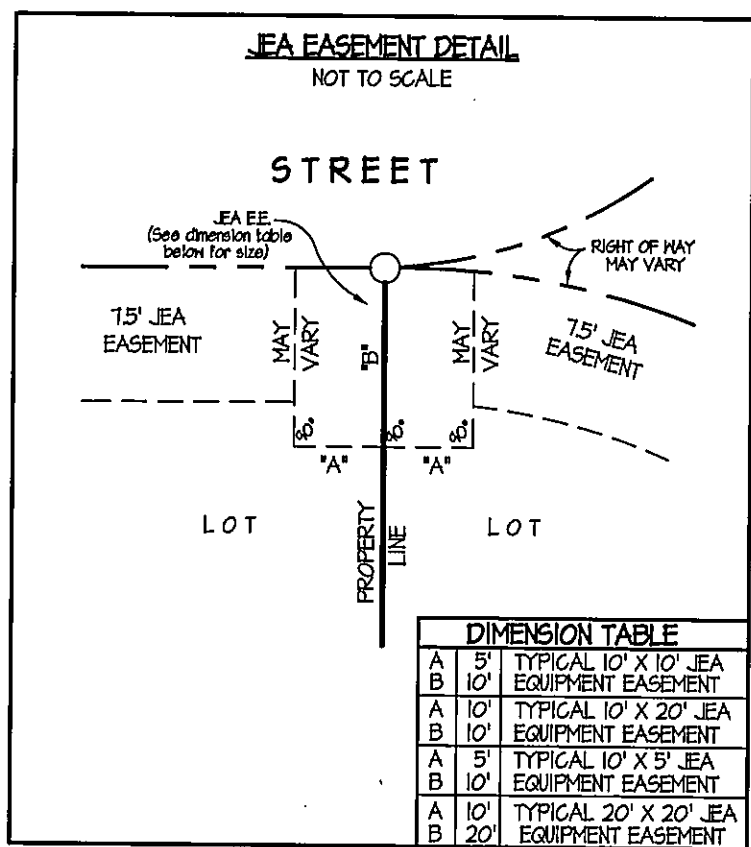 JEA EASEMENT DETAIL
NOT TO SCALE
STREET
JEA E.E.
(See dimension table
below for size)
RIGHT OF WAY
MAY VARY
7.5' JEA
EASEMENT
MAY
VARY
"B"
MAY
VARY
7.5' JEA
EASEMENT
90°
90°
90°
"A"
"A"
LOT
PROPERTY
LINE
LOT
DIMENSION TABLE
A 5' TYPICAL 10' X 10' JEA
B 10' EQUIPMENT EASEMENT
A 10' TYPICAL 10' X 20' JEA
B 10' EQUIPMENT EASEMENT
A 5' TYPICAL 10' X 5' JEA
B 10' EQUIPMENT EASEMENT
A 10' TYPICAL 20' X 20' JEA
B 20' EQUIPMENT EASEMENT